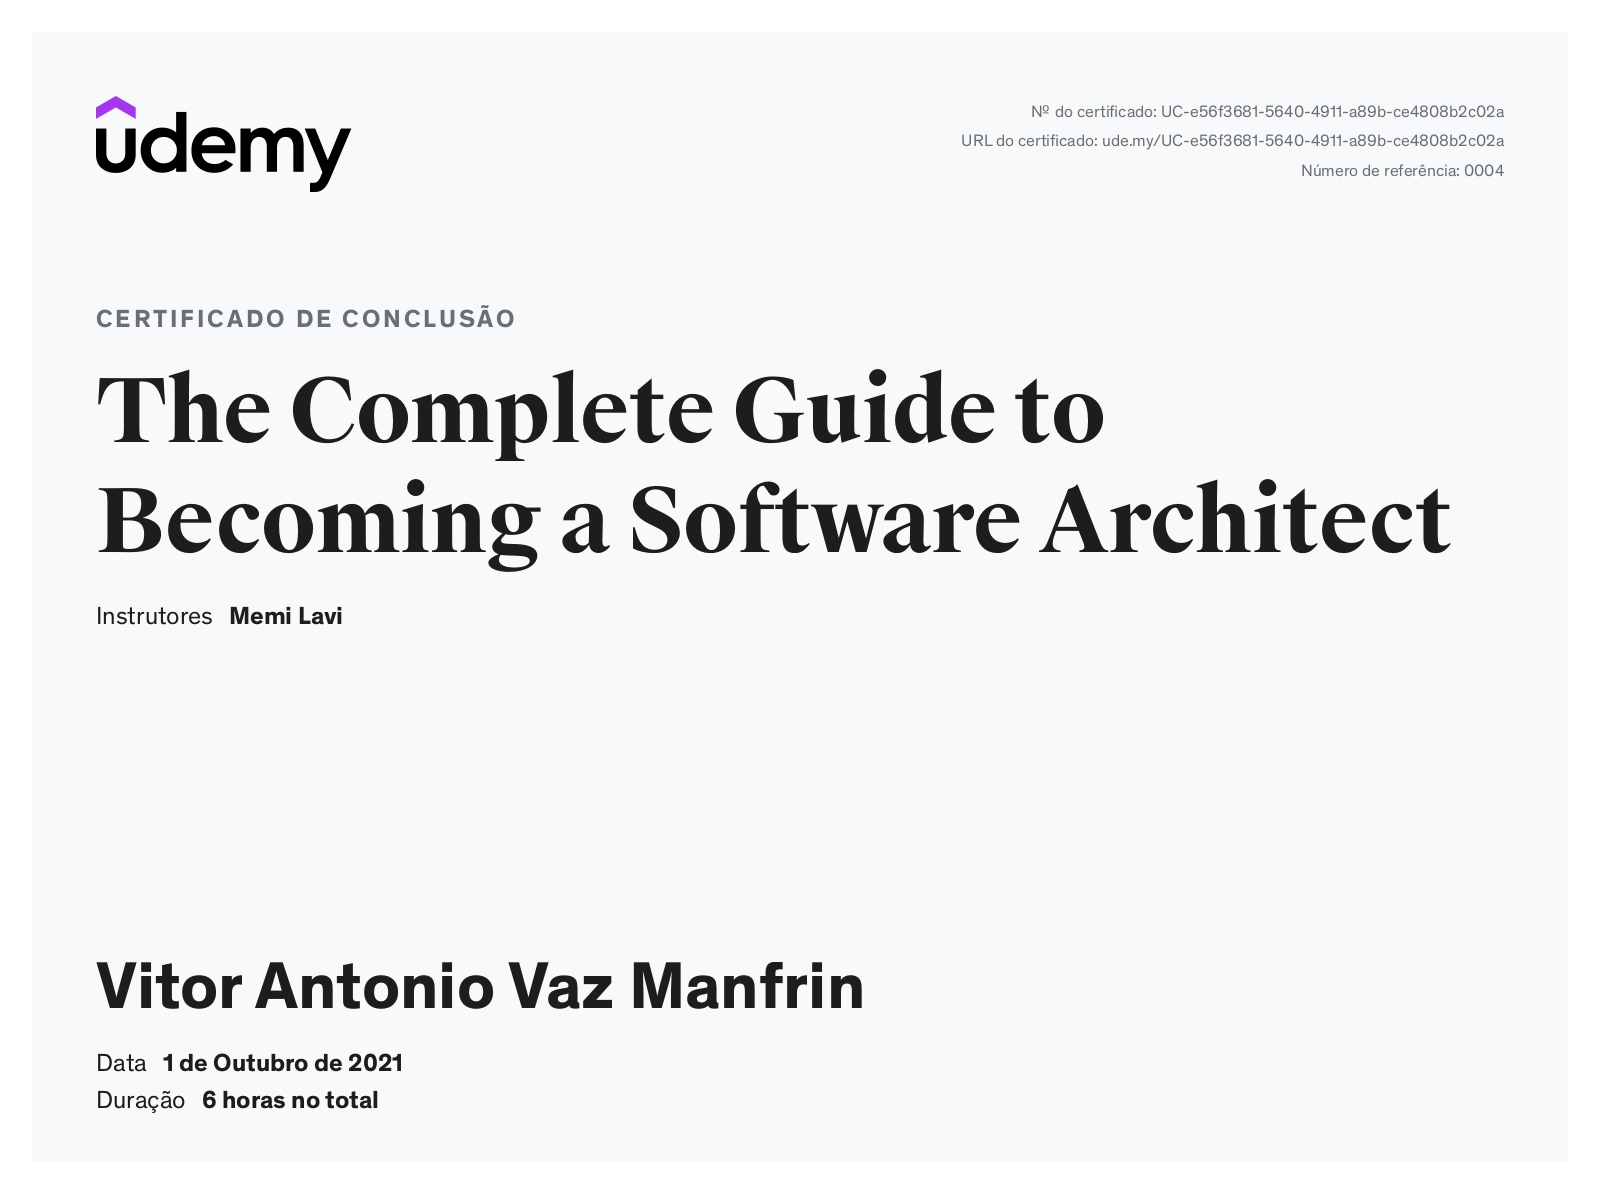 udemy
Nº do certificado: UC-e56f3681-5640-4911-a89b-ce4808b2c02a
URL do certificado: ude.my/UC-e56f3681-5640-4911-a89b-ce4808b2c02a
Número de referência: 0004
CERTIFICADO DE CONCLUSÃO
The Complete Guide to
Becoming a Software Architect
Instrutores Memi Lavi
Vitor Antonio Vaz Manfrin
Data 1 de Outubro de 2021
Duração 6 horas no total